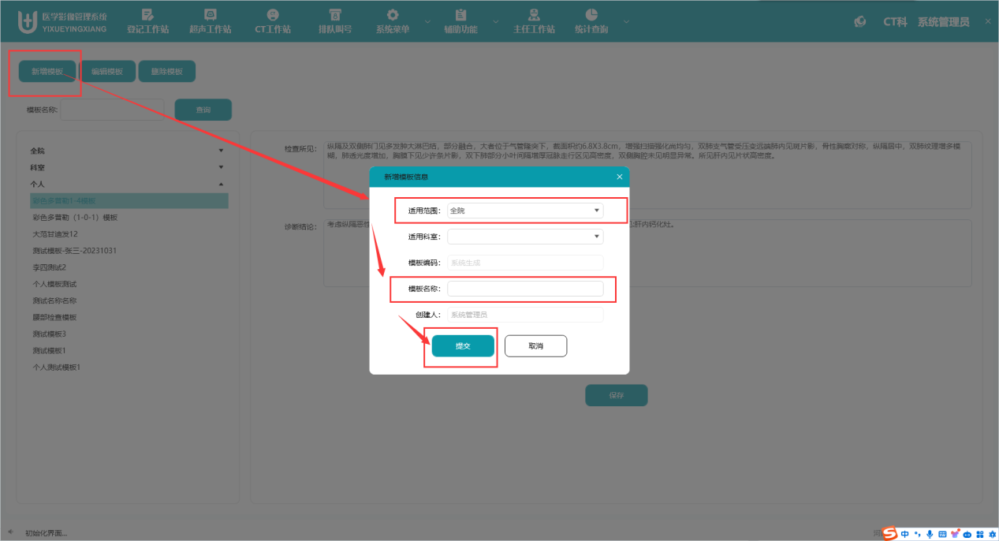 医学影像管理系统
YIXUEYINGXIANG
登记工作站
超声工作站
CT工作站
排队叫号
系统菜单
辅助功能
主任工作站
统计查询
CT科
系统管理员
新增模板
编辑模板
删除模板
模板名称:
查询
全院
科室
个人
彩色多普勒1-4模板
彩色多普勒（1-0-1）模板
大范甘迪发12
测试模板-张三-20231031
李四测试2
个人模板测试
测试名称名称
腰部检查模板
测试模板3
测试模板1
个人测试模板1
检查所见:
纵隔及双侧肺门见多发肿大淋巴结，部分融合，大者位于气管隆突下，截面积约6.8X3.8cm，增强扫描强化尚均匀，双肺支气管受压变远端肺内见斑片影，骨性胸廓对称，纵隔居中，双肺纹理增多模
糊，肺透光度增加，胸膜下见少许条片影，双下肺部分小叶间隔增厚冠脉走行区见高密度，双侧胸腔未见明显异常。所见肝内见片状高密度。
诊断结论:
考虑纵隔恶性
肝内钙化灶。
新增模板信息
适用范围:
全院
适用科室:
模板编码:
系统生成
模板名称:
创建人:
系统管理员
提交
取消
保存
初始化界面...
中